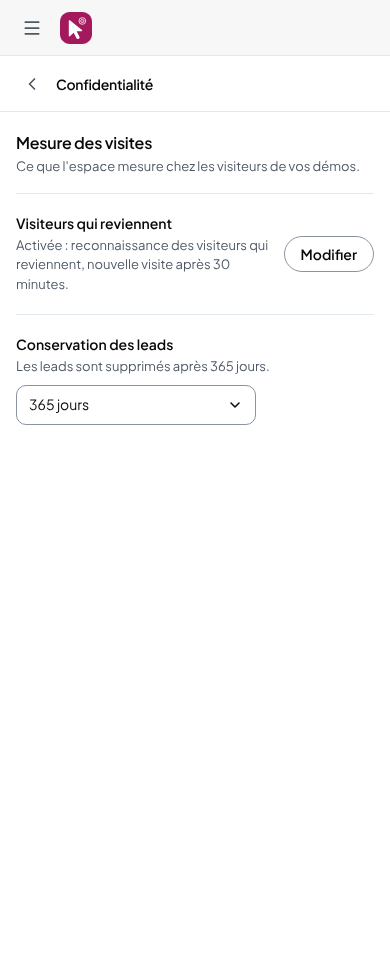 Confidentialité
Mesure des visites
Ce que l'espace mesure chez les visiteurs de vos démos.
Visiteurs qui reviennent
Activée : reconnaissance des visiteurs qui
reviennent, nouvelle visite après 30
minutes.
Modifier
Conservation des leads
Les leads sont supprimés après 365 jours.
365 jours